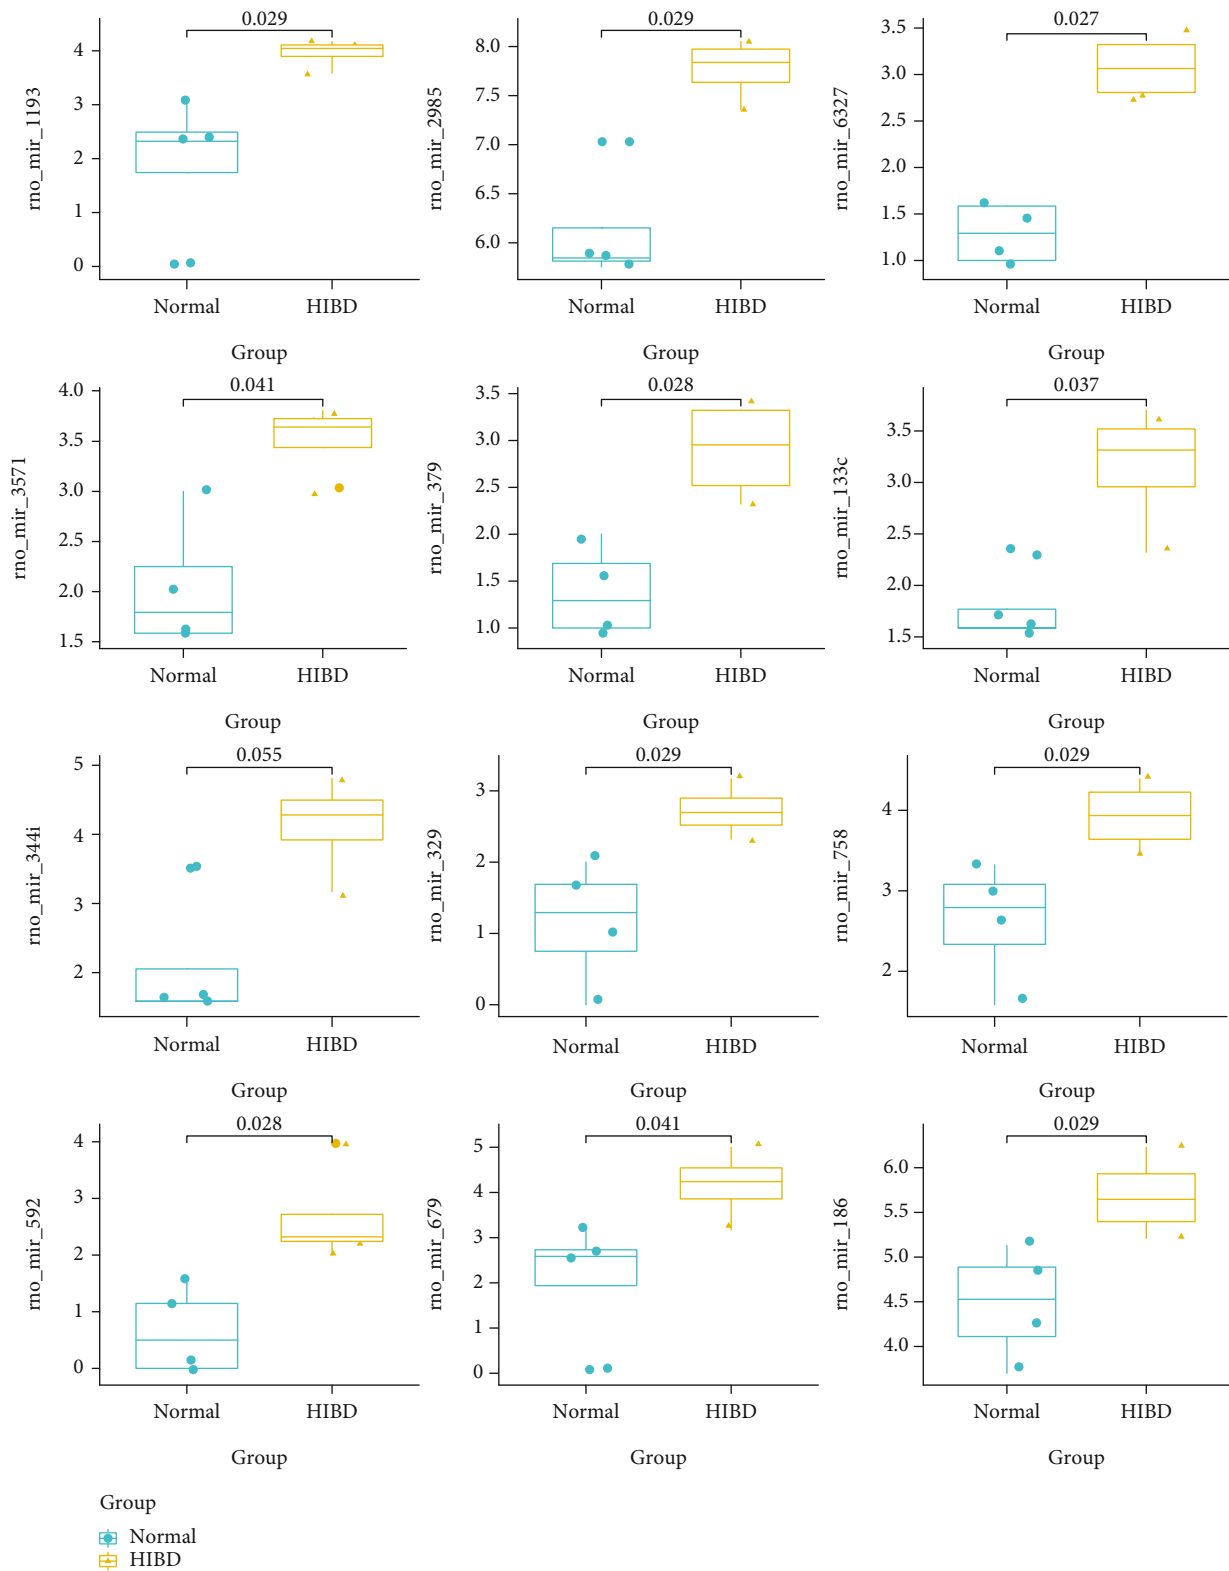 0.029
4
3
2
1
0
rno_mir_1193
Normal HIBD
Group
0.029
8.0
7.5
7.0
6.5
6.0
rno_mir_2985
Normal HIBD
Group
0.027
3.5
3.0
2.5
2.0
1.5
1.0
rno_mir_6327
Normal HIBD
Group
0.041
4.0
3.5
3.0
2.5
2.0
1.5
rno_mir_3571
Normal HIBD
Group
0.028
3.5
3.0
2.5
2.0
1.5
1.0
rno_mir_379
Normal HIBD
Group
0.037
3.5
3.0
2.5
2.0
1.5
rno_mir_133c
Normal HIBD
Group
0.055
5
4
3
2
rno_mir_344i
Normal HIBD
Group
0.029
3
2
1
0
rno_mir_329
Normal HIBD
Group
0.029
4
3
2
rno_mir_758
Normal HIBD
Group
0.028
4
3
2
1
0
rno_mir_592
Normal HIBD
Group
0.041
5
4
3
2
1
0
rno_mir_679
Normal HIBD
Group
0.029
6.0
5.5
5.0
4.5
4.0
rno_mir_186
Normal HIBD
Group
Group
Normal
HIBD